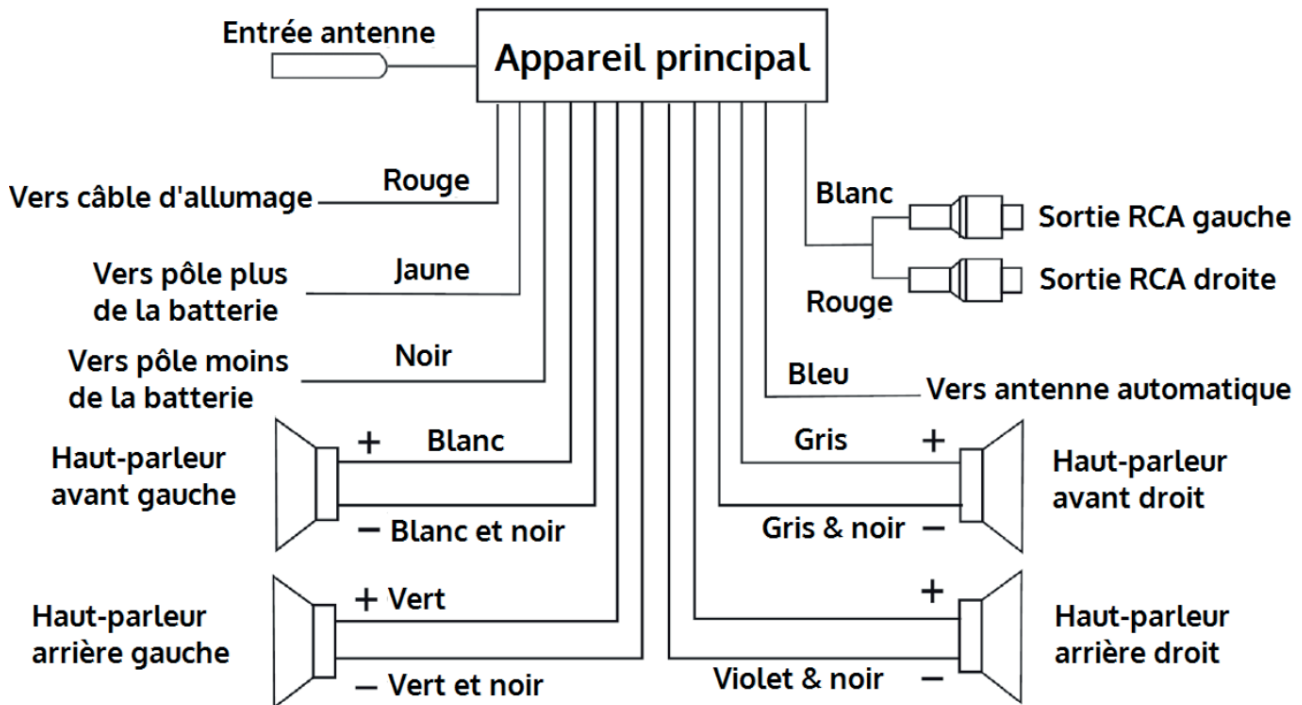 Entrée antenne
Appareil principal
Vers câble d'allumage
Rouge
Vers pôle plus
de la batterie
Jaune
Vers pôle moins
de la batterie
Noir
Haut-parleur
avant gauche
+ Blanc
− Blanc et noir
Haut-parleur
arrière gauche
+ Vert
− Vert et noir
Blanc
Sortie RCA gauche
Rouge
Sortie RCA droite
Bleu
Vers antenne automatique
Gris +
Gris & noir −
Haut-parleur
avant droit
+
Violet & noir −
Haut-parleur
arrière droit